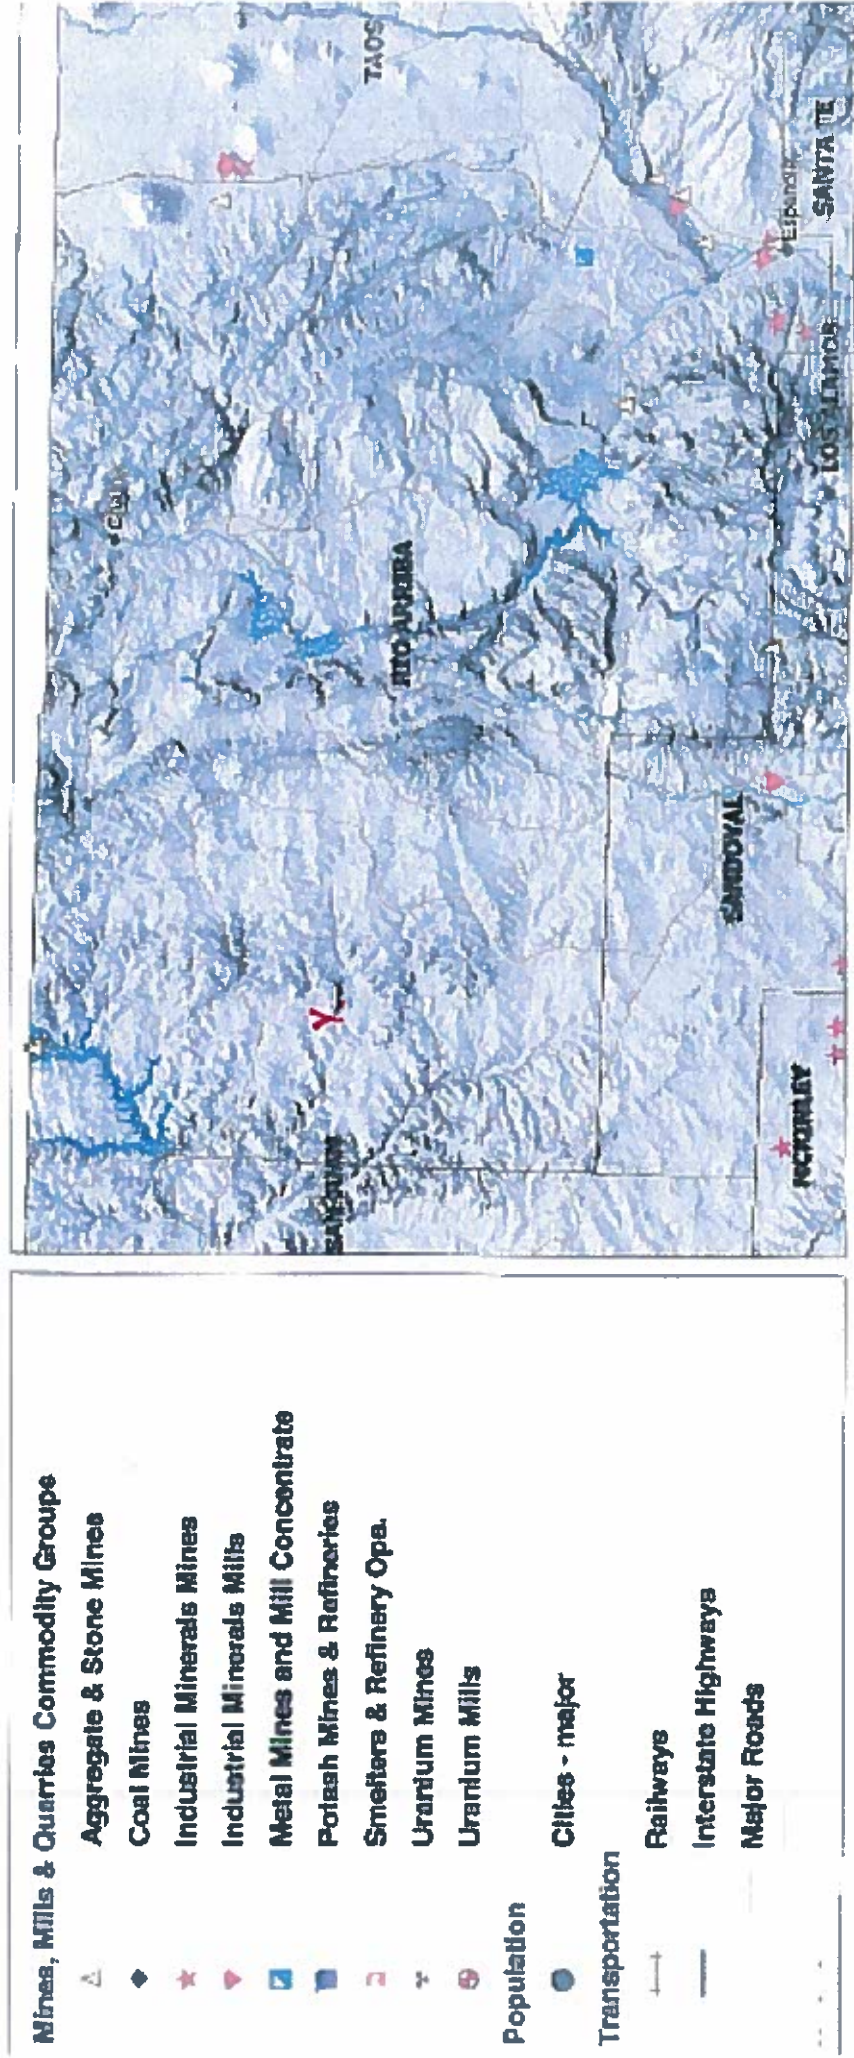 Mines, Mills & Quarries Commodity Groups
Aggregate & Stone Mines
Coal Mines
Industrial Minerals Mines
Industrial Minerals Mills
Metal Mines and Mill Concentrate
Potash Mines & Refineries
Smelters & Refinery Ops.
Uranium Mines
Uranium Mills
Population
Cities - major
Transportation
Railways
Interstate Highways
Major Roads
SAN JUAN
RIO ARRIBA
TAOS
MCKINLEY
SANDOVAL
LOS ALAMOS
Espanola
SANTA FE
Y